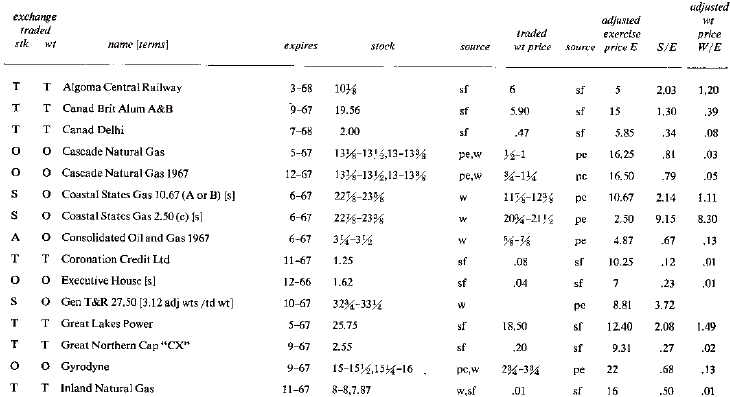 exchange adjusted
traded adjusted wt
stk wt name [terms] expires stock source traded wt price source exercise price E S/E price W/E
T T Algoma Central Railway 3-68 10⅛ sf 6 sf 5 2.03 1.20
T T Canad Brit Alum A&B 9-67 19.56 sf 5.90 sf 15 1.30 .39
T T Canad Delhi 7-68 2.00 sf .47 sf 5.85 .34 .08
O O Cascade Natural Gas 5-67 13⅛-13½,13-13⅜ pe,w ½-1 pe 16.25 .81 .03
O O Cascade Natural Gas 1967 12-67 13⅛-13½,13-13⅜ pe,w ¾-1¼ pe 16.50 .79 .05
S O Coastal States Gas 10.67 (A or B) [s] 6-67 22⅞-23⅜ w pe 10.67 2.14 1.11
S O Coastal States Gas 2.50 (c) [s] 6-67 22⅞-23⅜ w 20¾-21½ pe 2.50 9.15 8.30
A O Consolidated Oil and Gas 1967 6-67 3¼-3½ w ⅝-⅞ pe 4.87 .67 .13
T T Coronation Credit Ltd 11-67 1.25 sf .08 sf 10.25 .12 .01
O O Executive House [s] 12-66 1.62 sf .04 sf 7 .23 .01
S O Gen T&R 27.50 [3.12 adj wts /td wt] 10-67 32¾-33¼ w pe 8.81 3.72
T T Great Lakes Power 5-67 25.75 sf 18.50 sf 12.40 2.08 1.49
T T Great Northern Cap “CX” 9-67 2.55 sf .20 sf 9.31 .27 .02
O O Gyrodyne 9-67 15-15½,15¼-16 pe,w 2¾-3¾ pe 22 .68 .13
T T Inland Natural Gas 11-67 8-8,7.87 w,sf .01 sf 16 .50 .01